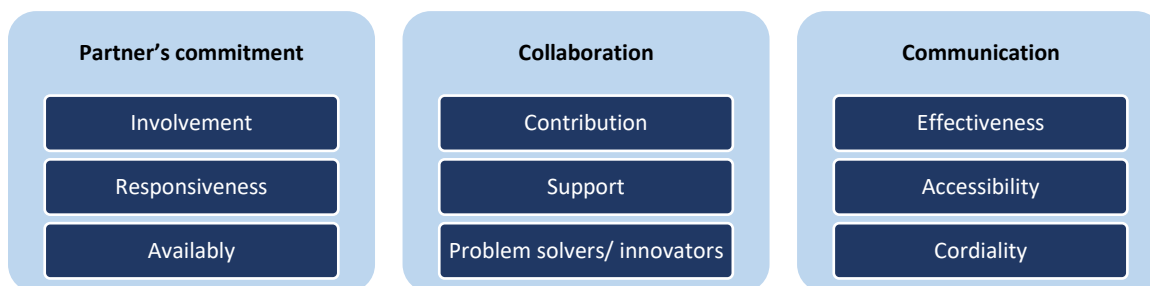 Partner’s commitment
Involvement
Responsiveness
Availably
Collaboration
Contribution
Support
Problem solvers/ innovators
Communication
Effectiveness
Accessibility
Cordiality